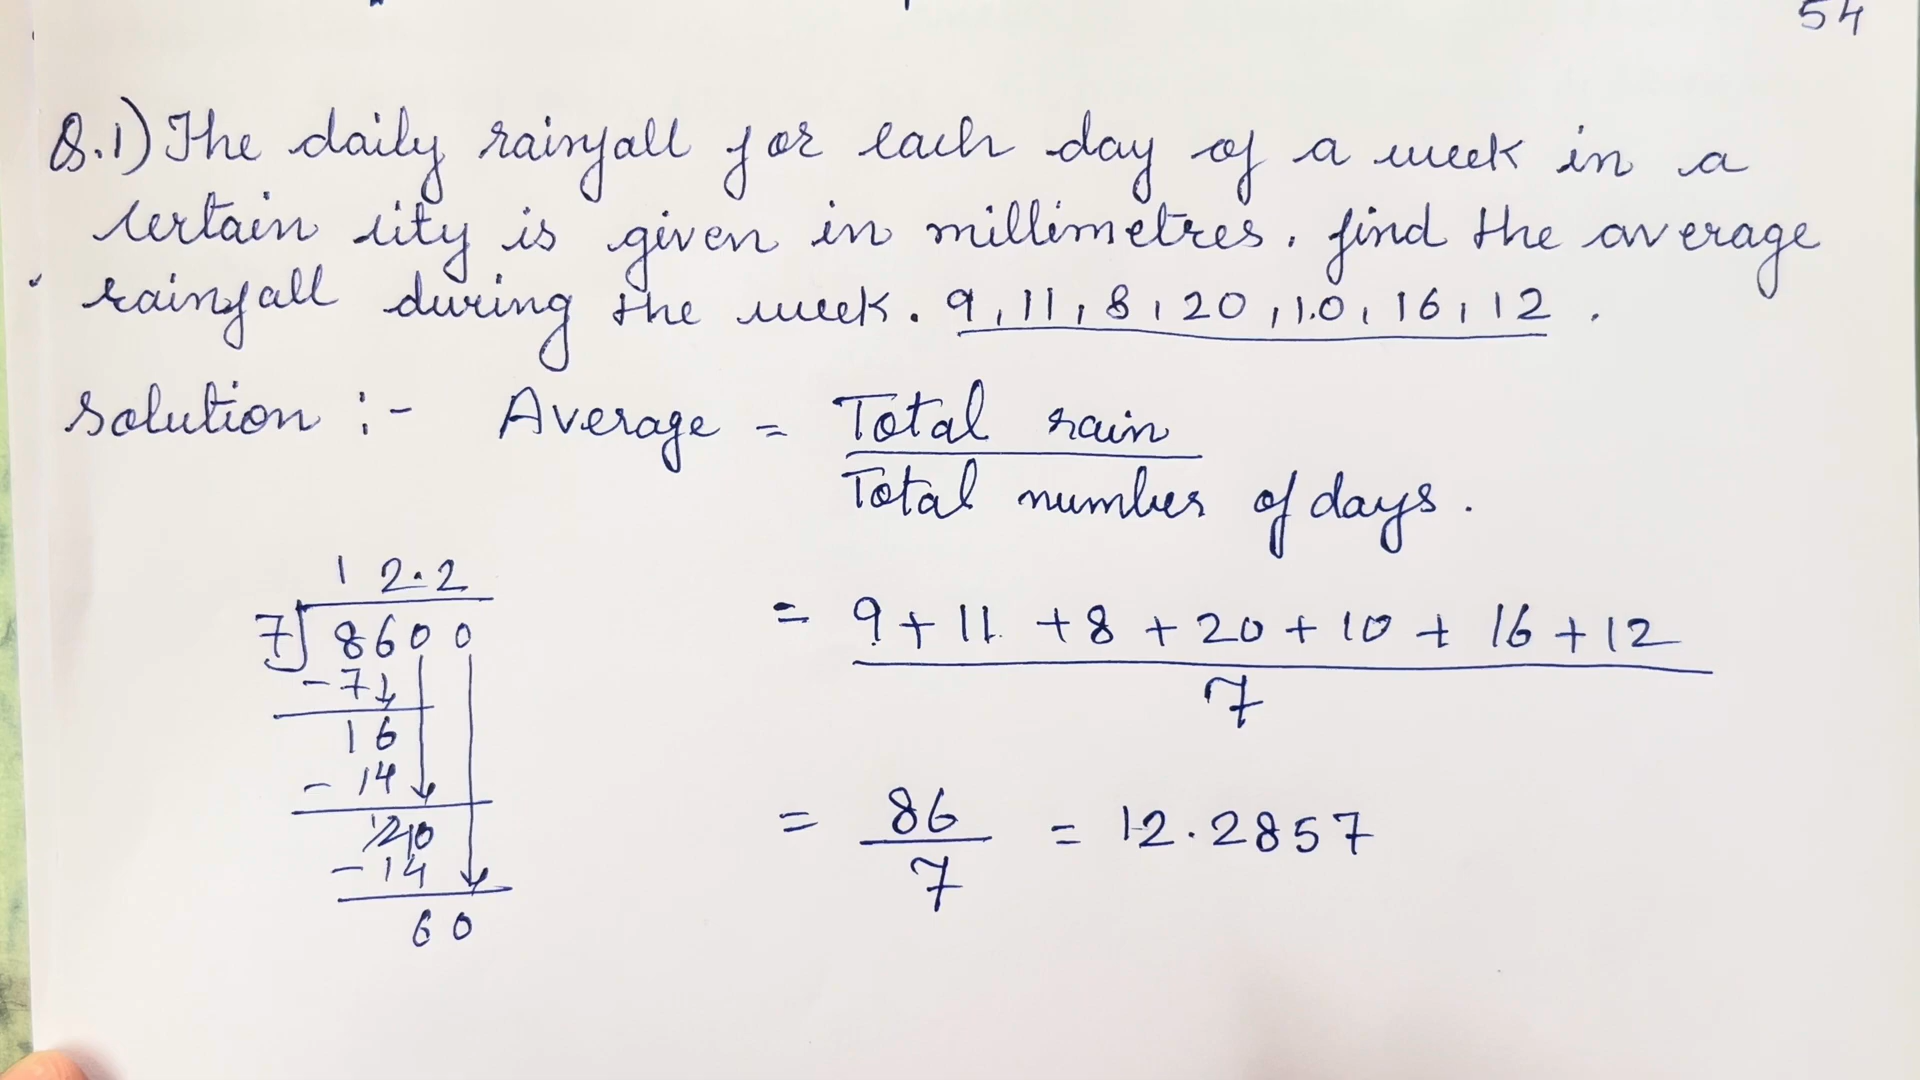 54
Q.1) The daily rainfall for each day of a week in a
certain city is given in millimetres. find the average
rainfall during the week. 9, 11, 8, 20, 10, 16, 12.
Solution :- Average = Total rain
Total number of days.
= 9 + 11 + 8 + 20 + 10 + 16 + 12
7
= 86 = 12.2857
7
12.2
7 8600
- 7
16
- 14
20
- 14
60